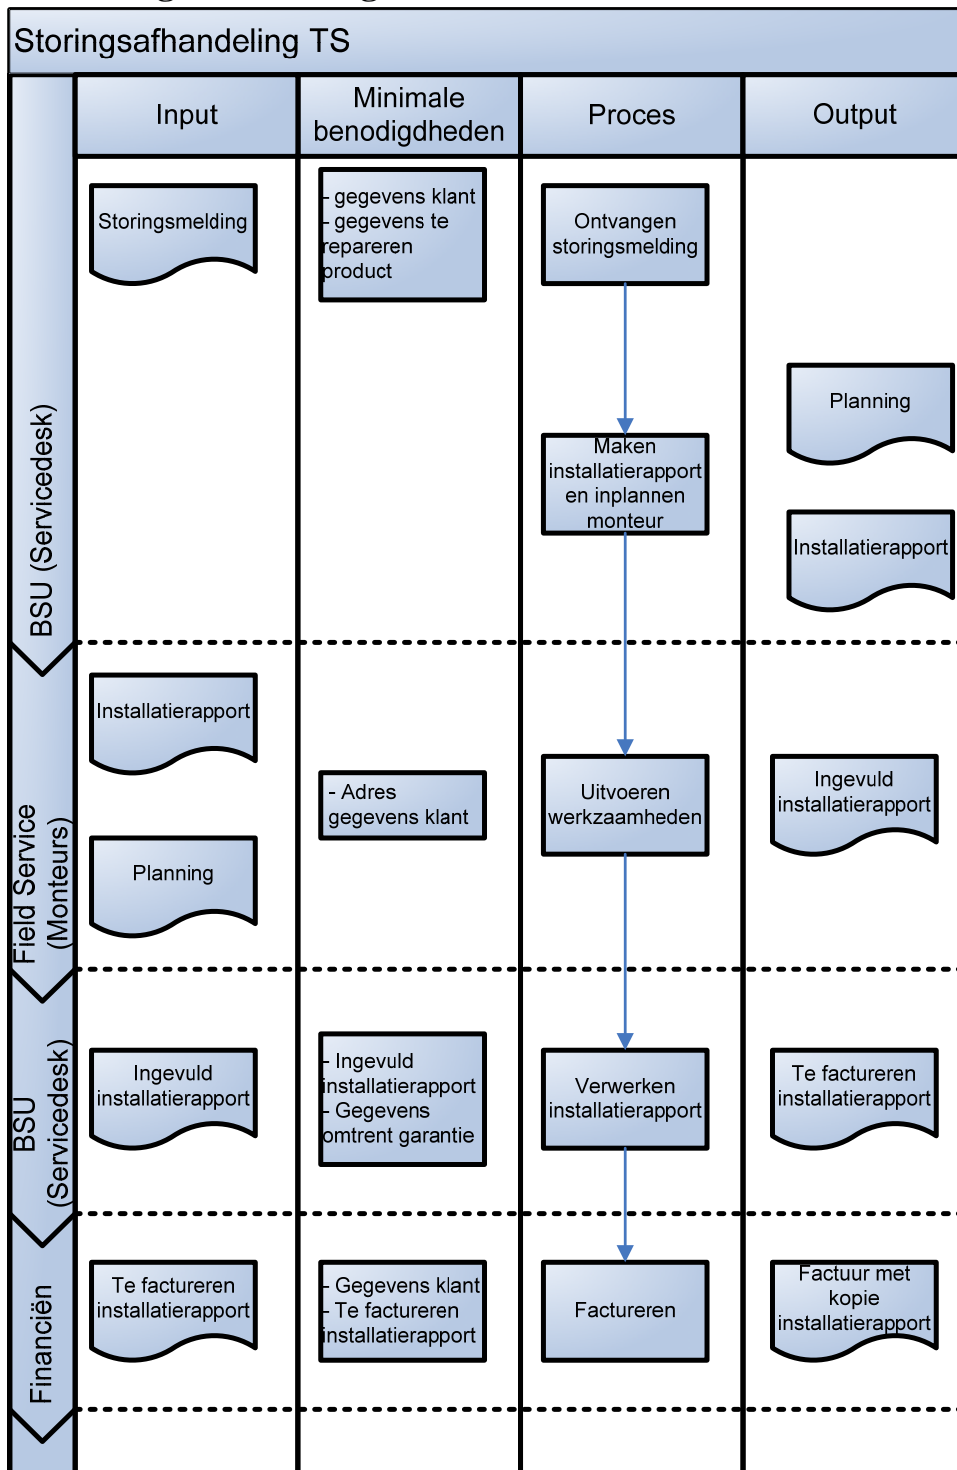 Storingsafhandeling TS
Input
Minimale
benodigdheden
Proces
Output
BSU (Servicedesk)
Storingsmelding
- gegevens klant
- gegevens te
repareren
product
Ontvangen
storingsmelding
Planning
Maken
installatierapport
en inplannen
monteur
Installatierapport
Field Service
(Monteurs)
Installatierapport
Planning
- Adres
gegevens klant
Uitvoeren
werkzaamheden
Ingevuld
installatierapport
BSU
(Servicedesk)
Ingevuld
installatierapport
- Ingevuld
installatierapport
- Gegevens
omtrent garantie
Verwerken
installatierapport
Te factureren
installatierapport
Financiën
Te factureren
installatierapport
- Gegevens klant
- Te factureren
installatierapport
Factureren
Factuur met
kopie
installatierapport